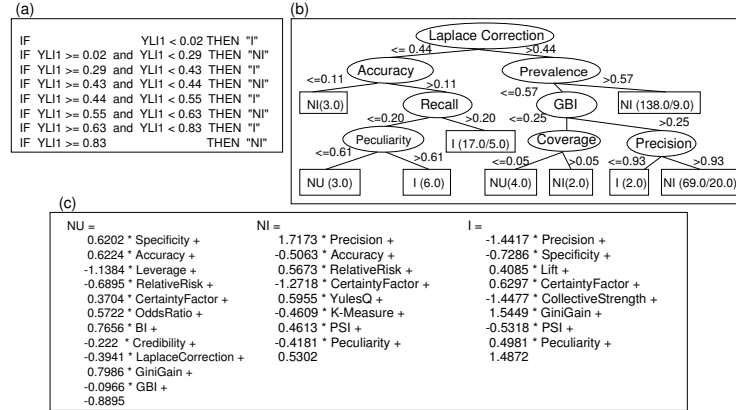 (a)
IF YLI1 < 0.02 THEN "I"
IF YLI1 >= 0.02 and YLI1 < 0.29 THEN "NI"
IF YLI1 >= 0.29 and YLI1 < 0.43 THEN "I"
IF YLI1 >= 0.43 and YLI1 < 0.44 THEN "NI"
IF YLI1 >= 0.44 and YLI1 < 0.55 THEN "I"
IF YLI1 >= 0.55 and YLI1 < 0.63 THEN "NI"
IF YLI1 >= 0.63 and YLI1 < 0.83 THEN "I"
IF YLI1 >= 0.83 THEN "NI"
(b)
Laplace Correction
<= 0.44 >0.44
Accuracy Prevalence
<=0.11 >0.11 <=0.57 >0.57
NI(3.0) Recall GBI NI (138.0/9.0)
<=0.20 >0.20 <=0.25 >0.25
Peculiarity I (17.0/5.0) Coverage Precision
<=0.61 >0.61 <=0.05 >0.05 <=0.93 >0.93
NU (3.0) I (6.0) NU(4.0) NI(2.0) I (2.0) NI (69.0/20.0)
(c)
NU =
0.6202 * Specificity +
0.6224 * Accuracy +
-1.1384 * Leverage +
-0.6895 * RelativeRisk +
0.3704 * CertaintyFactor +
0.5722 * OddsRatio +
0.7656 * BI +
-0.222 * Credibility +
-0.3941 * LaplaceCorrection +
0.7986 * GiniGain +
-0.0966 * GBI +
-0.8895
NI =
1.7173 * Precision +
-0.5063 * Accuracy +
0.5673 * RelativeRisk +
-1.2718 * CertaintyFactor +
0.5955 * YulesQ +
-0.4609 * K-Measure +
0.4613 * PSI +
-0.4181 * Peculiarity +
0.5302
I =
-1.4417 * Precision +
-0.7286 * Specificity +
0.4085 * Lift +
0.6297 * CertaintyFactor +
-1.4477 * CollectiveStrength +
1.5449 * GiniGain +
-0.5318 * PSI +
0.4981 * Peculiarity +
1.4872